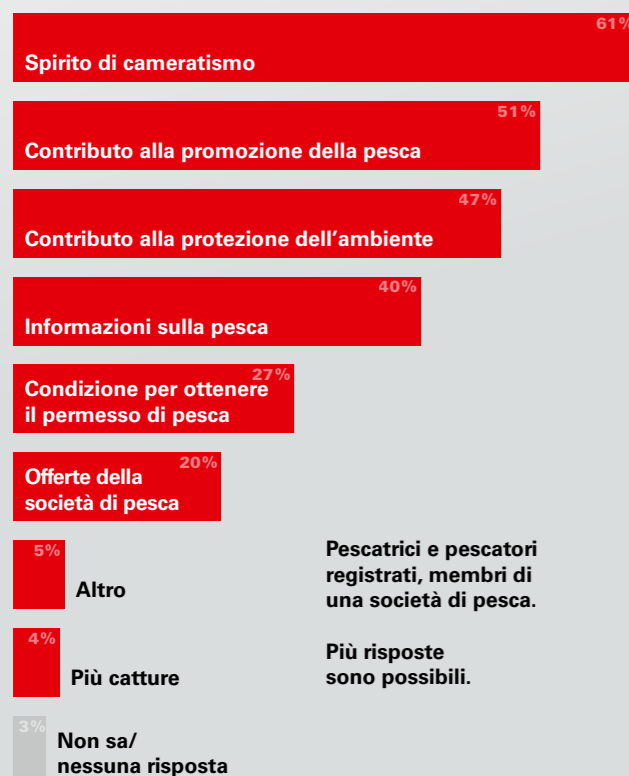 61%
Spirito di cameratismo
51%
Contributo alla promozione della pesca
47%
Contributo alla protezione dell’ambiente
40%
Informazioni sulla pesca
27%
Condizione per ottenere
il permesso di pesca
20%
Offerte della
società di pesca
5%
Altro
Pescatrici e pescatori
registrati, membri di
una società di pesca.
4%
Più catture
Più risposte
sono possibili.
3%
Non sa/
nessuna risposta